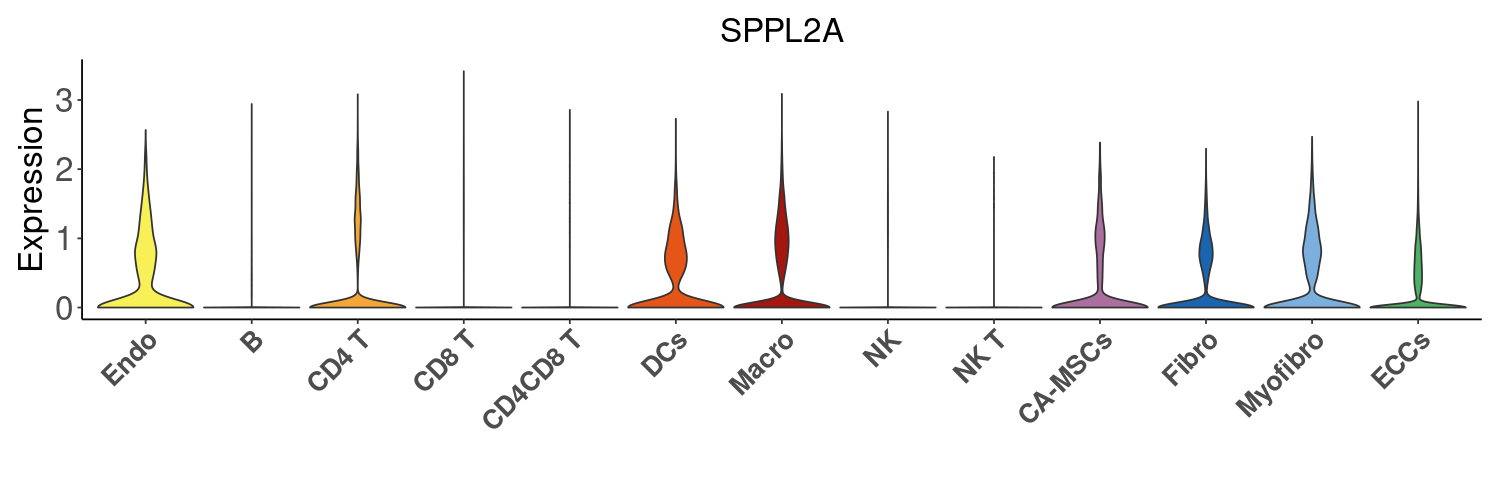 SPPL2A
Expression
3
2
1
0
Endo
B
CD4 T
CD8 T
CD4CD8 T
DCs
Macro
NK
NK T
CA-MSCs
Fibro
Myofibro
ECCs